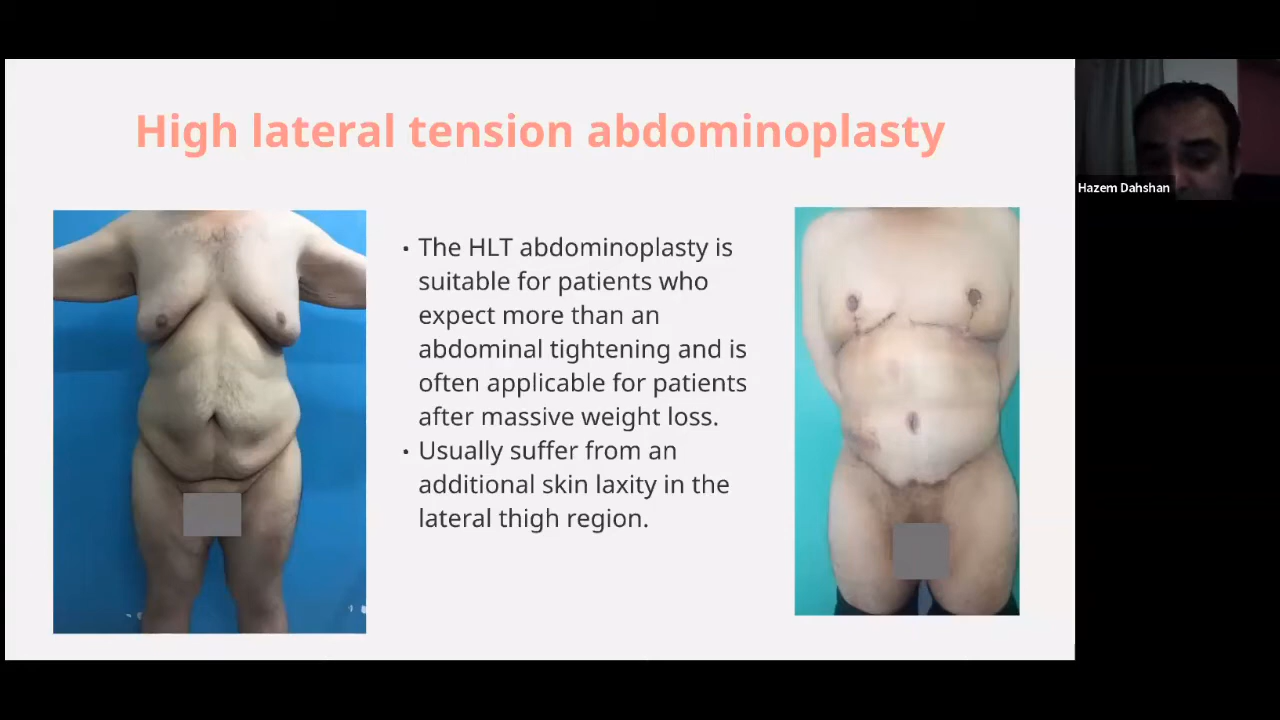 High lateral tension abdominoplasty
• The HLT abdominoplasty is
suitable for patients who
expect more than an
abdominal tightening and is
often applicable for patients
after massive weight loss.
• Usually suffer from an
additional skin laxity in the
lateral thigh region.
Hazem Dahshan